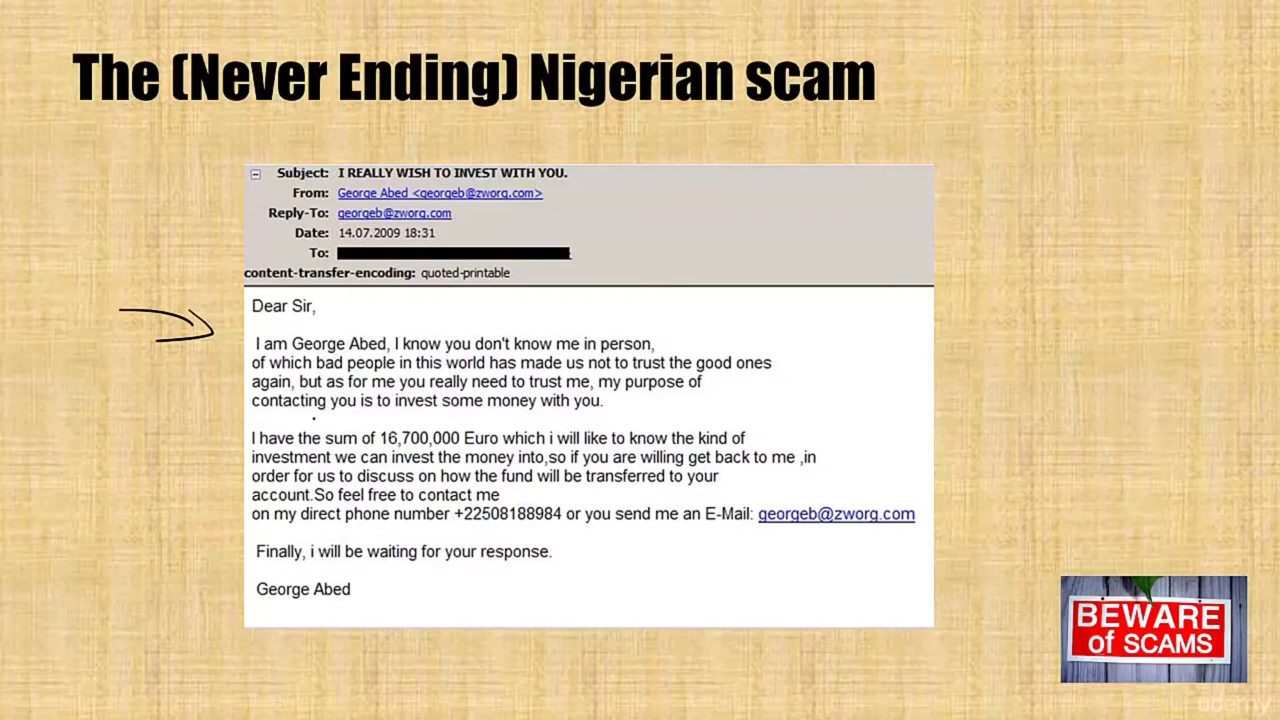 The (Never Ending) Nigerian scam
Subject: I REALLY WISH TO INVEST WITH YOU.
From: George Abed <georgeb@zworg.com>
Reply-To: georgeb@zworg.com
Date: 14.07.2009 18:31
To:
content-transfer-encoding: quoted-printable
Dear Sir,
I am George Abed, I know you don't know me in person,
of which bad people in this world has made us not to trust the good ones
again, but as for me you really need to trust me, my purpose of
contacting you is to invest some money with you.
I have the sum of 16,700,000 Euro which i will like to know the kind of
investment we can invest the money into,so if you are willing get back to me ,in
order for us to discuss on how the fund will be transferred to your
account.So feel free to contact me
on my direct phone number +22508188984 or you send me an E-Mail: georgeb@zworg.com
Finally, i will be waiting for your response.
George Abed
BEWARE
of SCAMS
udemy